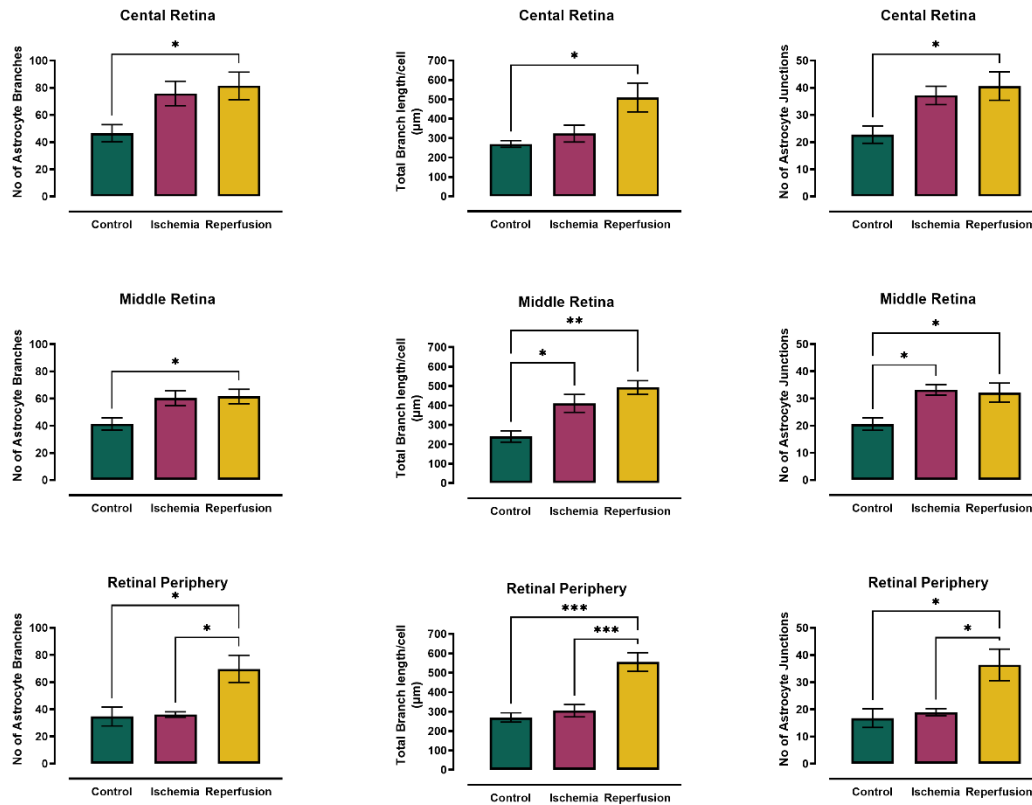 Cental Retina
No of Astrocyte Branches
100
80
60
40
20
0
*
Control Ischemia Reperfusion
Cental Retina
Total Branch length/cell
(µm)
700
600
500
400
300
200
100
0
*
Control Ischemia Reperfusion
Cental Retina
No of Astrocyte Junctions
50
40
30
20
10
0
*
Control Ischemia Reperfusion
Middle Retina
No of Astrocyte Branches
100
80
60
40
20
0
*
Control Ischemia Reperfusion
Middle Retina
Total Branch length/cell
(µm)
700
600
500
400
300
200
100
0
**
*
Control Ischemia Reperfusion
Middle Retina
No of Astrocyte Junctions
50
40
30
20
10
0
*
*
Control Ischemia Reperfusion
Retinal Periphery
No of Astrocyte Branches
100
80
60
40
20
0
*
*
Control Ischemia Reperfusion
Retinal Periphery
Total Branch length/cell
(µm)
700
600
500
400
300
200
100
0
***
***
Control Ischemia Reperfusion
Retinal Periphery
No of Astrocyte Junctions
50
40
30
20
10
0
*
*
Control Ischemia Reperfusion